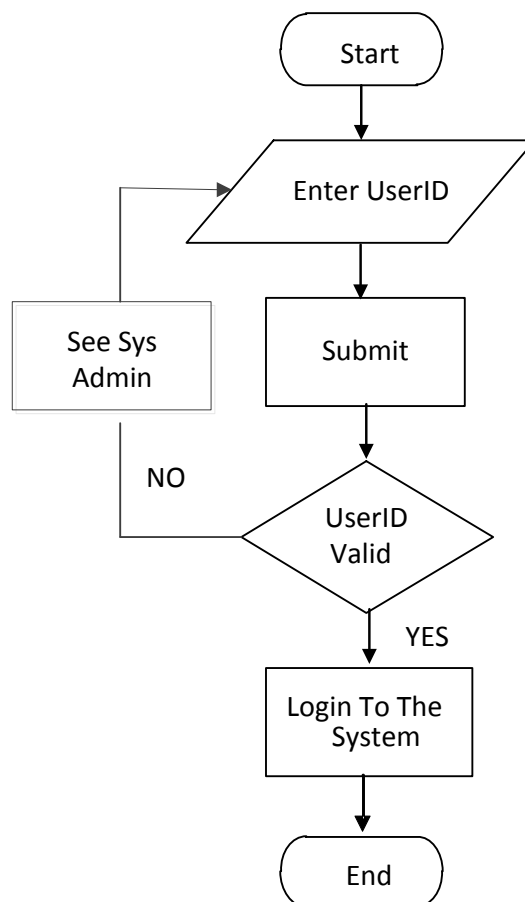 Start
Enter UserID
See Sys
Admin
Submit
NO
UserID
Valid
YES
Login To The
System
End